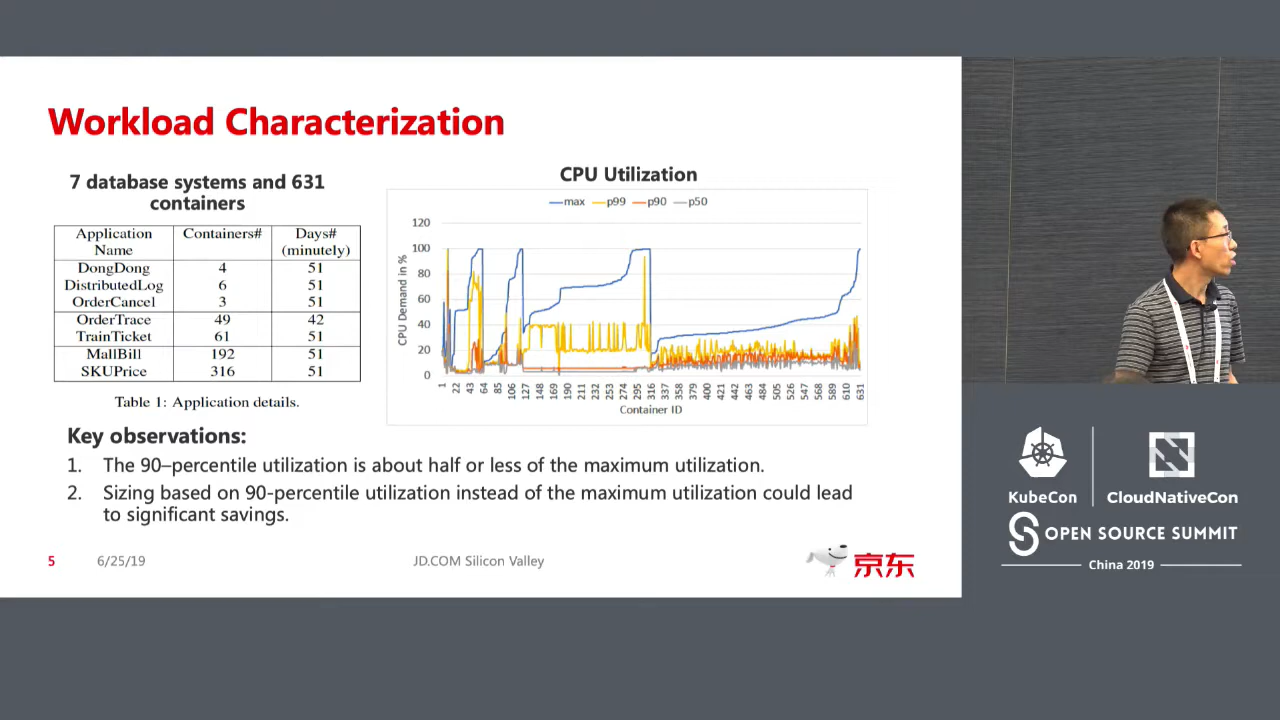 Workload Characterization
7 database systems and 631
containers
Application Name Containers# Days# (minutely)
DongDong 4 51
DistributedLog 6 51
OrderCancel 3 51
OrderTrace 49 42
TrainTicket 61 51
MallBill 192 51
SKUPrice 316 51
Table 1: Application details.
CPU Utilization
max p99 p90 p50
CPU Demand in %
120
100
80
60
40
20
0
1 22 43 64 85 106 127 148 169 190 211 232 253 274 295 316 337 358 379 400 421 442 463 484 505 526 547 568 589 610 631
Container ID
Key observations:
1. The 90–percentile utilization is about half or less of the maximum utilization.
2. Sizing based on 90-percentile utilization instead of the maximum utilization could lead
to significant savings.
5 6/25/19 JD.COM Silicon Valley 京东
KubeCon CloudNativeCon
OPEN SOURCE SUMMIT
China 2019